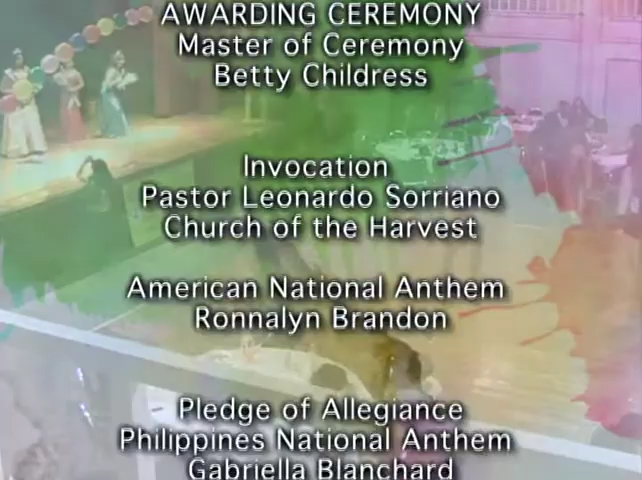 AWARDING CEREMONY
Master of Ceremony
Betty Childress
Invocation
Pastor Leonardo Sorriano
Church of the Harvest
American National Anthem
Ronnalyn Brandon
Pledge of Allegiance
Philippines National Anthem
Gabriella Blanchard